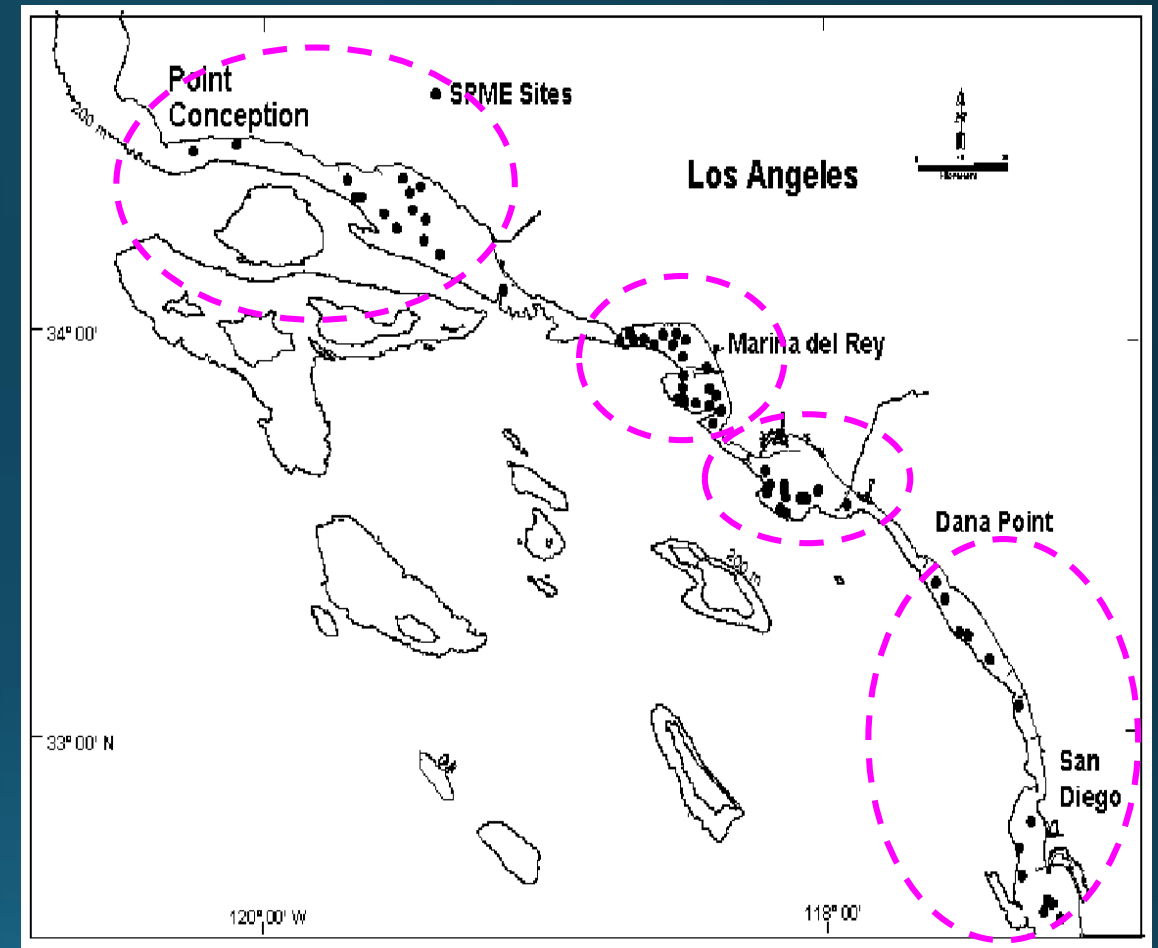 Point
Conception
SPME Sites
200 m
Los Angeles
34° 00'
Marina del Rey
Dana Point
200 m
33° 00' N
San
Diego
120° 00' W
118° 00'